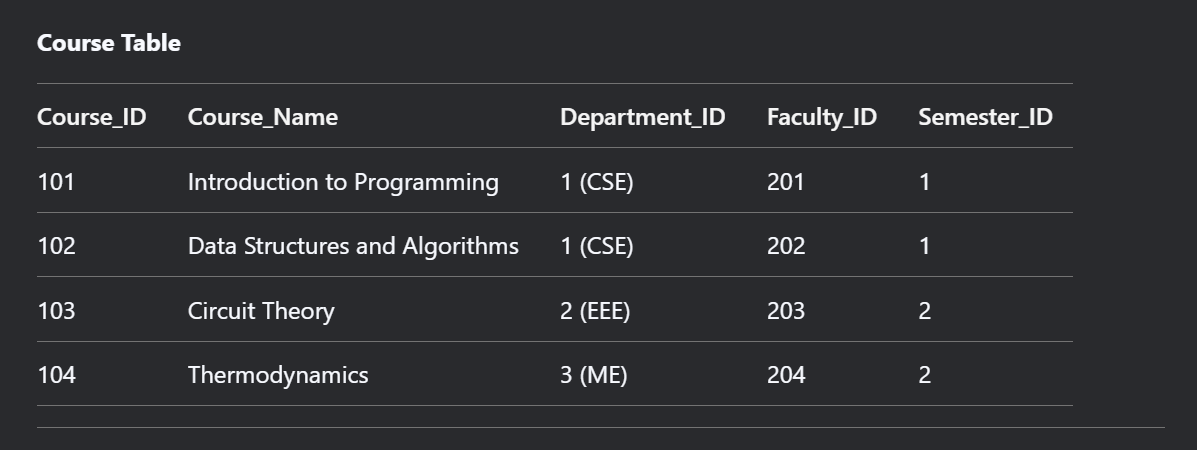 Course Table
Course_ID Course_Name Department_ID Faculty_ID Semester_ID
101 Introduction to Programming 1 (CSE) 201 1
102 Data Structures and Algorithms 1 (CSE) 202 1
103 Circuit Theory 2 (EEE) 203 2
104 Thermodynamics 3 (ME) 204 2